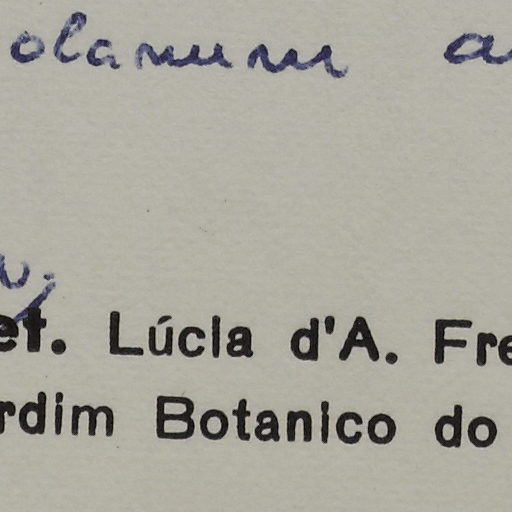 olanum a
et. Lúcia d'A. Fre
rdim Botanico do